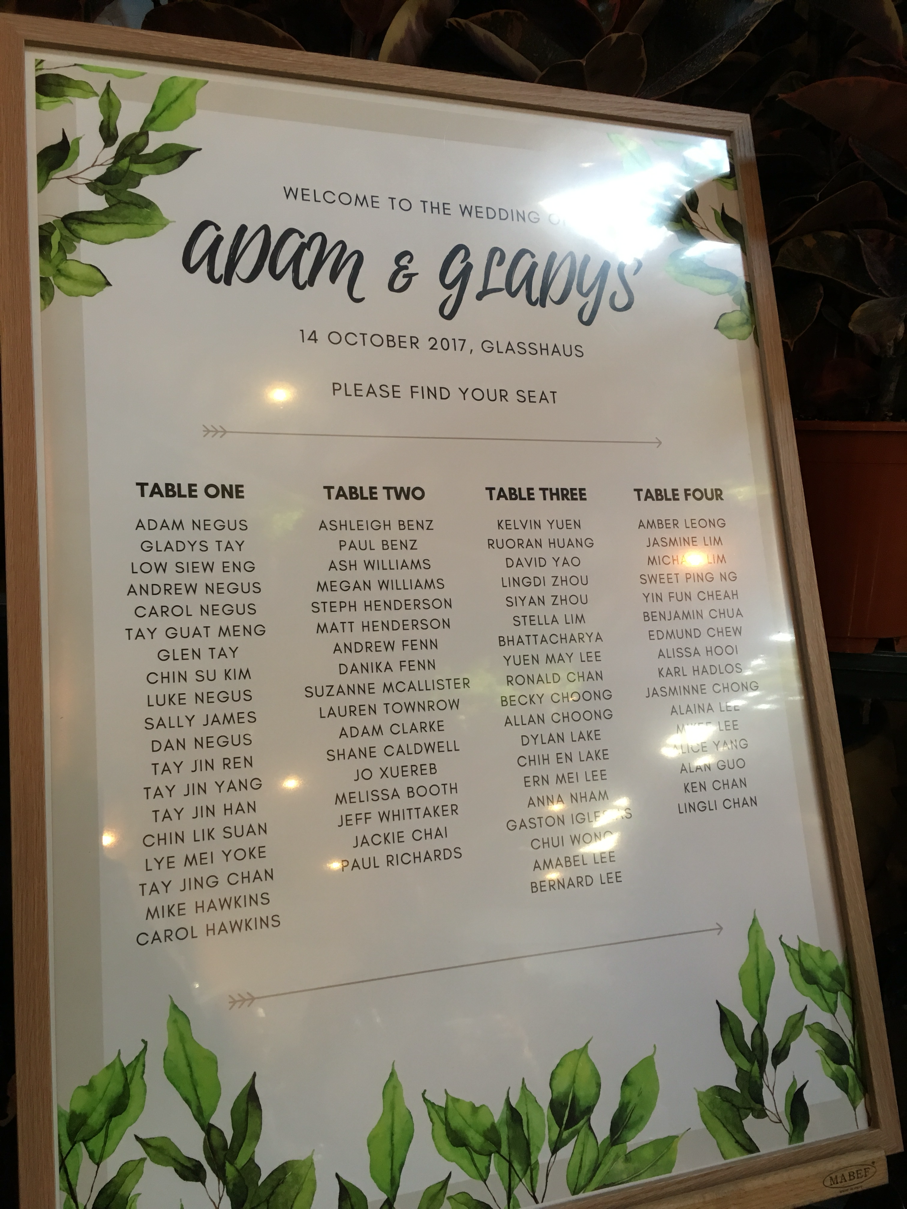 WELCOME TO THE WEDDING
ADAM & GLADYS
14 OCTOBER 2017, GLASSHAUS
PLEASE FIND YOUR SEAT
TABLE ONE
ADAM NEGUS
GLADYS TAY
LOW SIEW ENG
ANDREW NEGUS
CAROL NEGUS
TAY GUAT MENG
GLEN TAY
CHIN SU KIM
LUKE NEGUS
SALLY JAMES
DAN NEGUS
TAY JIN REN
TAY JIN YANG
TAY JIN HAN
CHIN LIK SUAN
LYE MEI YOKE
TAY JING CHAN
MIKE HAWKINS
CAROL HAWKINS
TABLE TWO
ASHLEIGH BENZ
PAUL BENZ
ASH WILLIAMS
MEGAN WILLIAMS
STEPH HENDERSON
MATT HENDERSON
ANDREW FENN
DANIKA FENN
SUZANNE MCALLISTER
LAUREN TOWNROW
ADAM CLARKE
SHANE CALDWELL
JO XUEREB
MELISSA BOOTH
JEFF WHITTAKER
JACKIE CHAI
PAUL RICHARDS
TABLE THREE
KELVIN YUEN
RUORAN HUANG
DAVID YAO
LINGDI ZHOU
SIYAN ZHOU
STELLA LIM
BHATTACHARYA
YUEN MAY LEE
RONALD CHAN
BECKY CHOONG
ALLAN CHOONG
DYLAN LAKE
CHIH EN LAKE
ERN MEI LEE
ANNA NHAM
GASTON
CHUI WONG
AMABEL LEE
BERNARD LEE
TABLE FOUR
AMBER LEONG
JASMINE LIM
LIM
SWEET PING NG
YIN FUN CHEAH
BENJAMIN CHUA
EDMUND CHEW
ALISSA HOOI
KARL HADLOS
JASMINNE CHONG
ALAINA LEE
LEE
ALICE YANG
ALAN GUO
KEN CHAN
LINGLI CHAN
MABEF